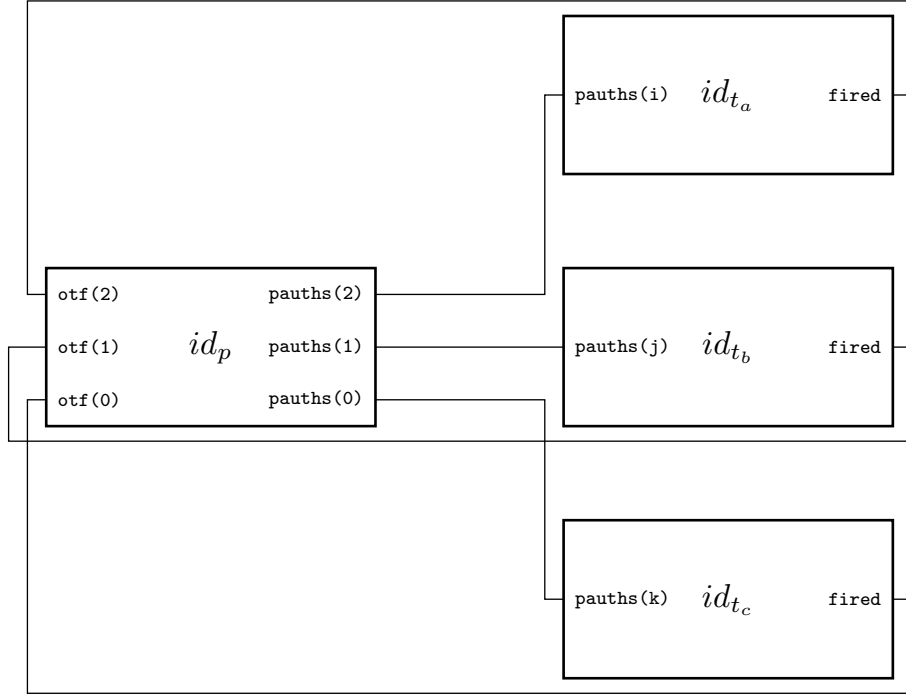 pauths(i) id_{t_a} fired
otf(2) pauths(2)
otf(1) id_p pauths(1)
otf(0) pauths(0)
pauths(j) id_{t_b} fired
pauths(k) id_{t_c} fired